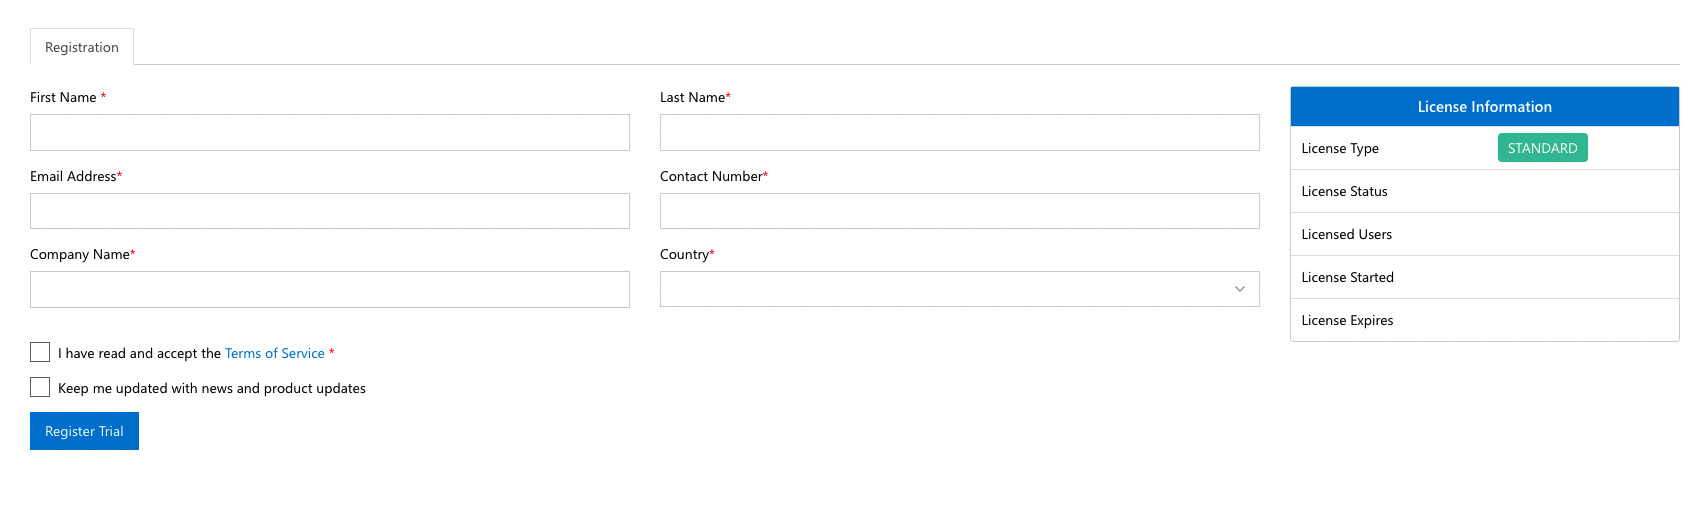 Registration
First Name *
Last Name*
Email Address*
Contact Number*
Company Name*
Country*
I have read and accept the Terms of Service *
Keep me updated with news and product updates
Register Trial
License Information
License Type STANDARD
License Status
Licensed Users
License Started
License Expires